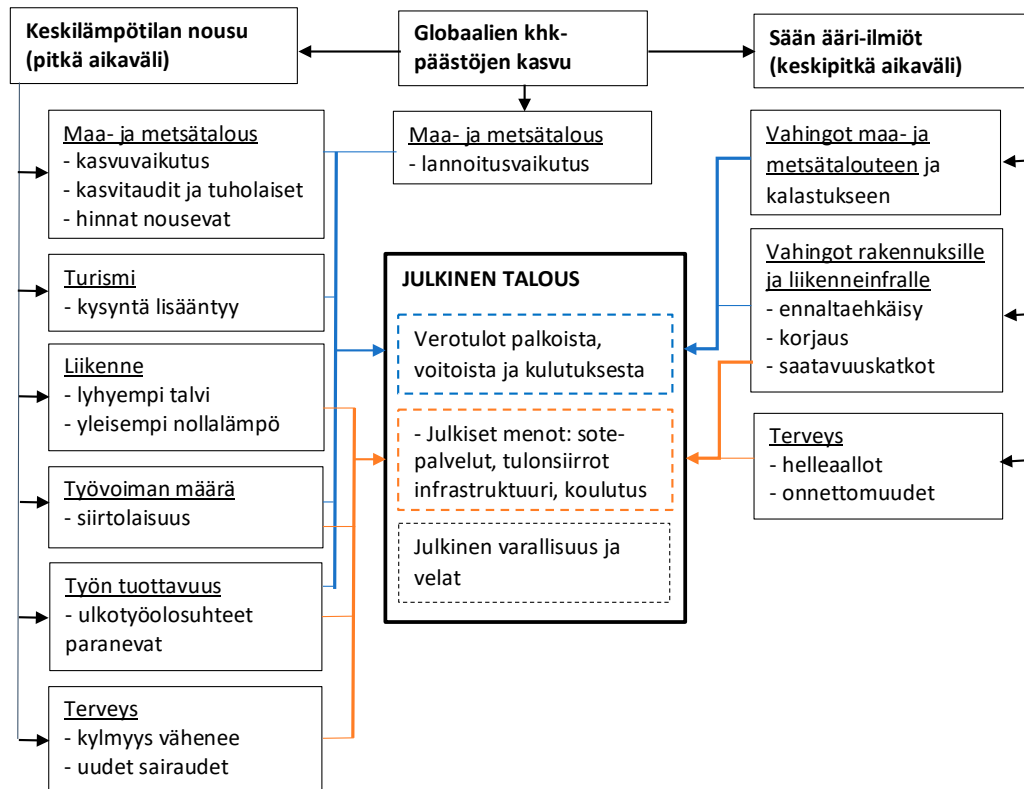 Keskilämpötilan nousu
(pitkä aikaväli)
Globaalien khk-
päästöjen kasvu
Sään ääri-ilmiöt
(keskipitkä aikaväli)
Maa- ja metsätalous
- kasvuvaikutus
- kasvitaudit ja tuholaiset
- hinnat nousevat
Maa- ja metsätalous
- lannoitusvaikutus
Vahingot maa- ja
metsätalouteen ja
kalastukseen
Turismi
- kysyntä lisääntyy
Liikenne
- lyhyempi talvi
- yleisempi nollalämpö
Työvoiman määrä
- siirtolaisuus
Työn tuottavuus
- ulkotyöolosuhteet
paranevat
Terveys
- kylmyys vähenee
- uudet sairaudet
JULKINEN TALOUS
Verotulot palkoista,
voitoista ja kulutuksesta
- Julkiset menot: sote-
palvelut, tulonsiirrot
infrastruktuuri, koulutus
Julkinen varallisuus ja
velat
Vahingot rakennuksille
ja liikenneinfralle
- ennaltaehkäisy
- korjaus
- saatavuuskatkot
Terveys
- helleaallot
- onnettomuudet